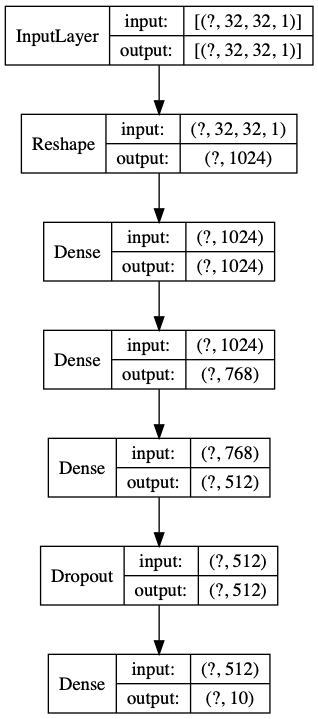 InputLayer input: [(?, 32, 32, 1)]
output: [(?, 32, 32, 1)]
Reshape input: (?, 32, 32, 1)
output: (?, 1024)
Dense input: (?, 1024)
output: (?, 1024)
Dense input: (?, 1024)
output: (?, 768)
Dense input: (?, 768)
output: (?, 512)
Dropout input: (?, 512)
output: (?, 512)
Dense input: (?, 512)
output: (?, 10)